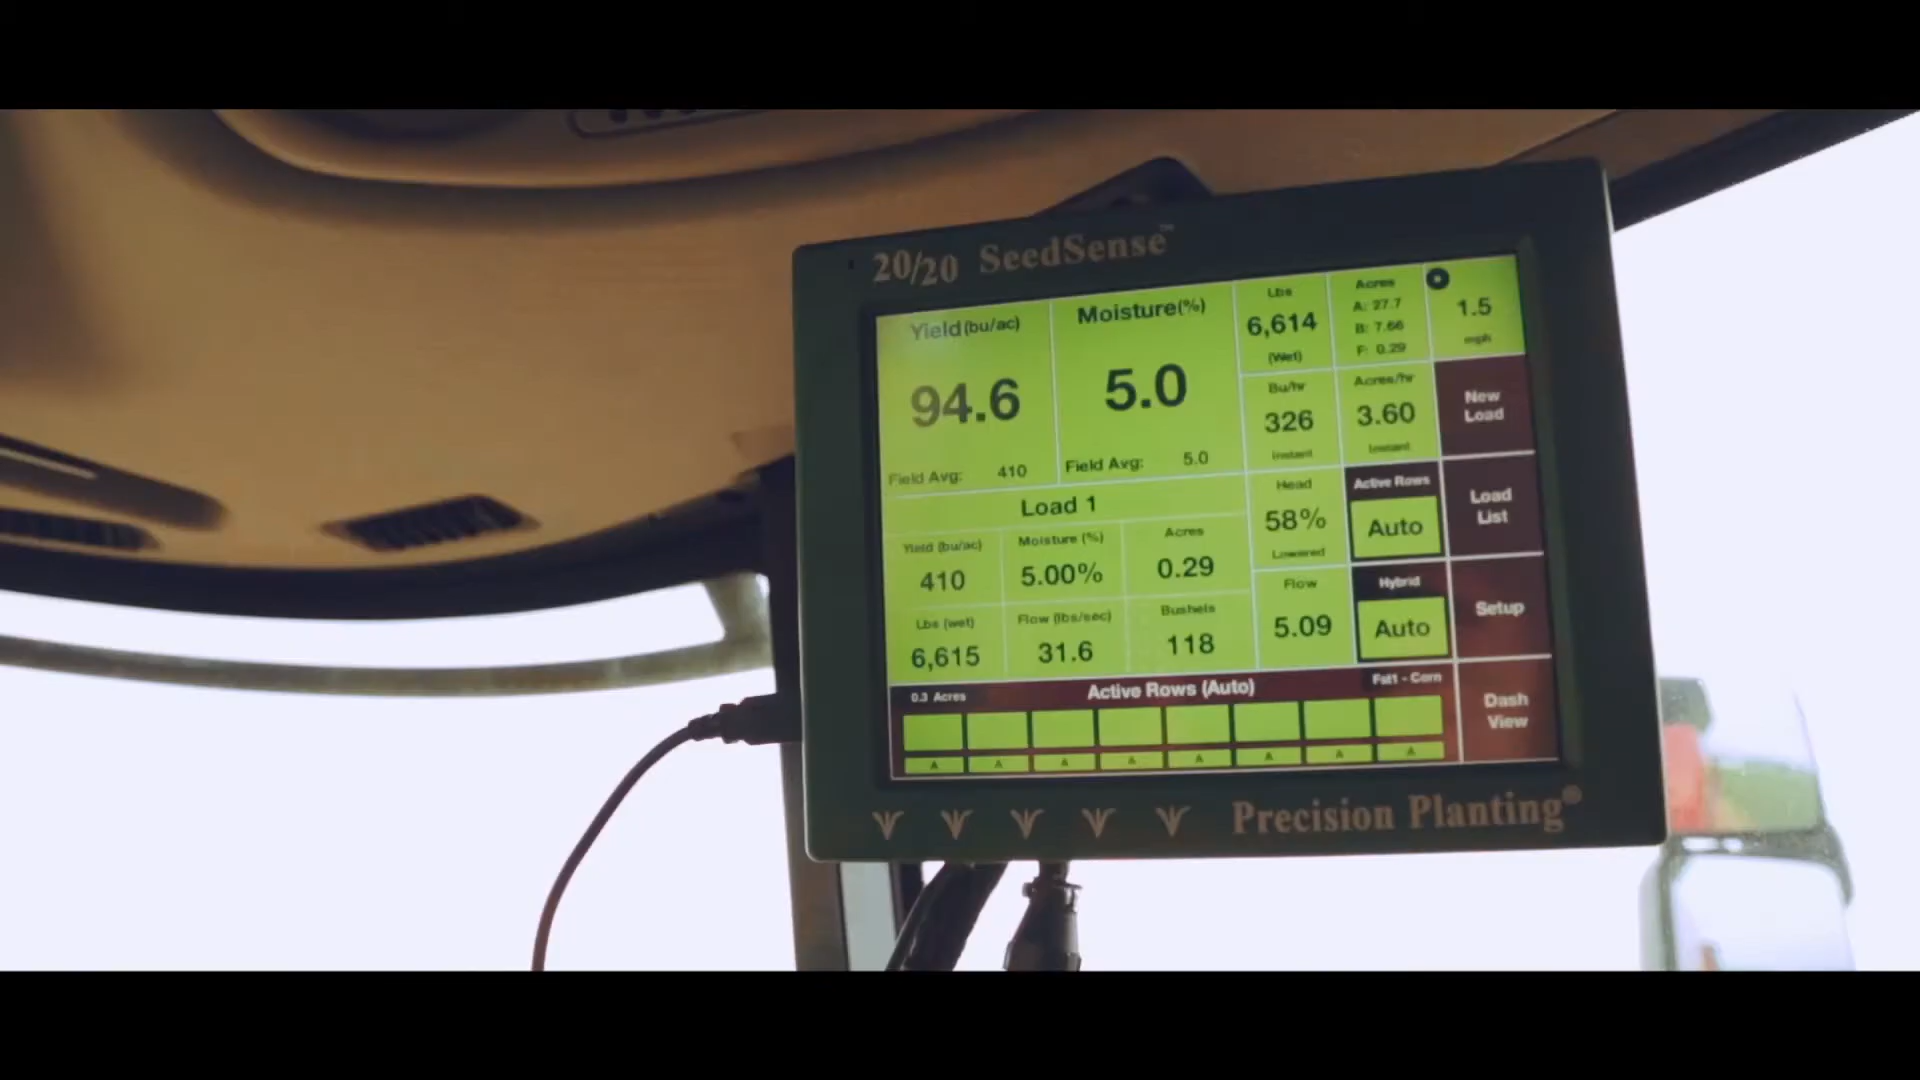 20/20 SeedSense™
Yield (bu/ac)
94.6
Field Avg: 410
Moisture(%)
5.0
Field Avg: 5.0
Lbs
6,614
(Wet)
Acres
A: 27.7
B: 7.66
F: 0.29
1.5
mph
Bu/hr
326
Instant
Acres/hr
3.60
Instant
New
Load
Load 1
Yield (bu/ac)
410
Moisture (%)
5.00%
Acres
0.29
Lbs (wet)
6,615
Flow (lbs/sec)
31.6
Bushels
118
Head
58%
Lowered
Flow
5.09
Active Rows
Auto
Hybrid
Auto
Load
List
Setup
Dash
View
0.3 Acres
Active Rows (Auto)
Fst1 - Corn
A A A A A A A A
Precision Planting®